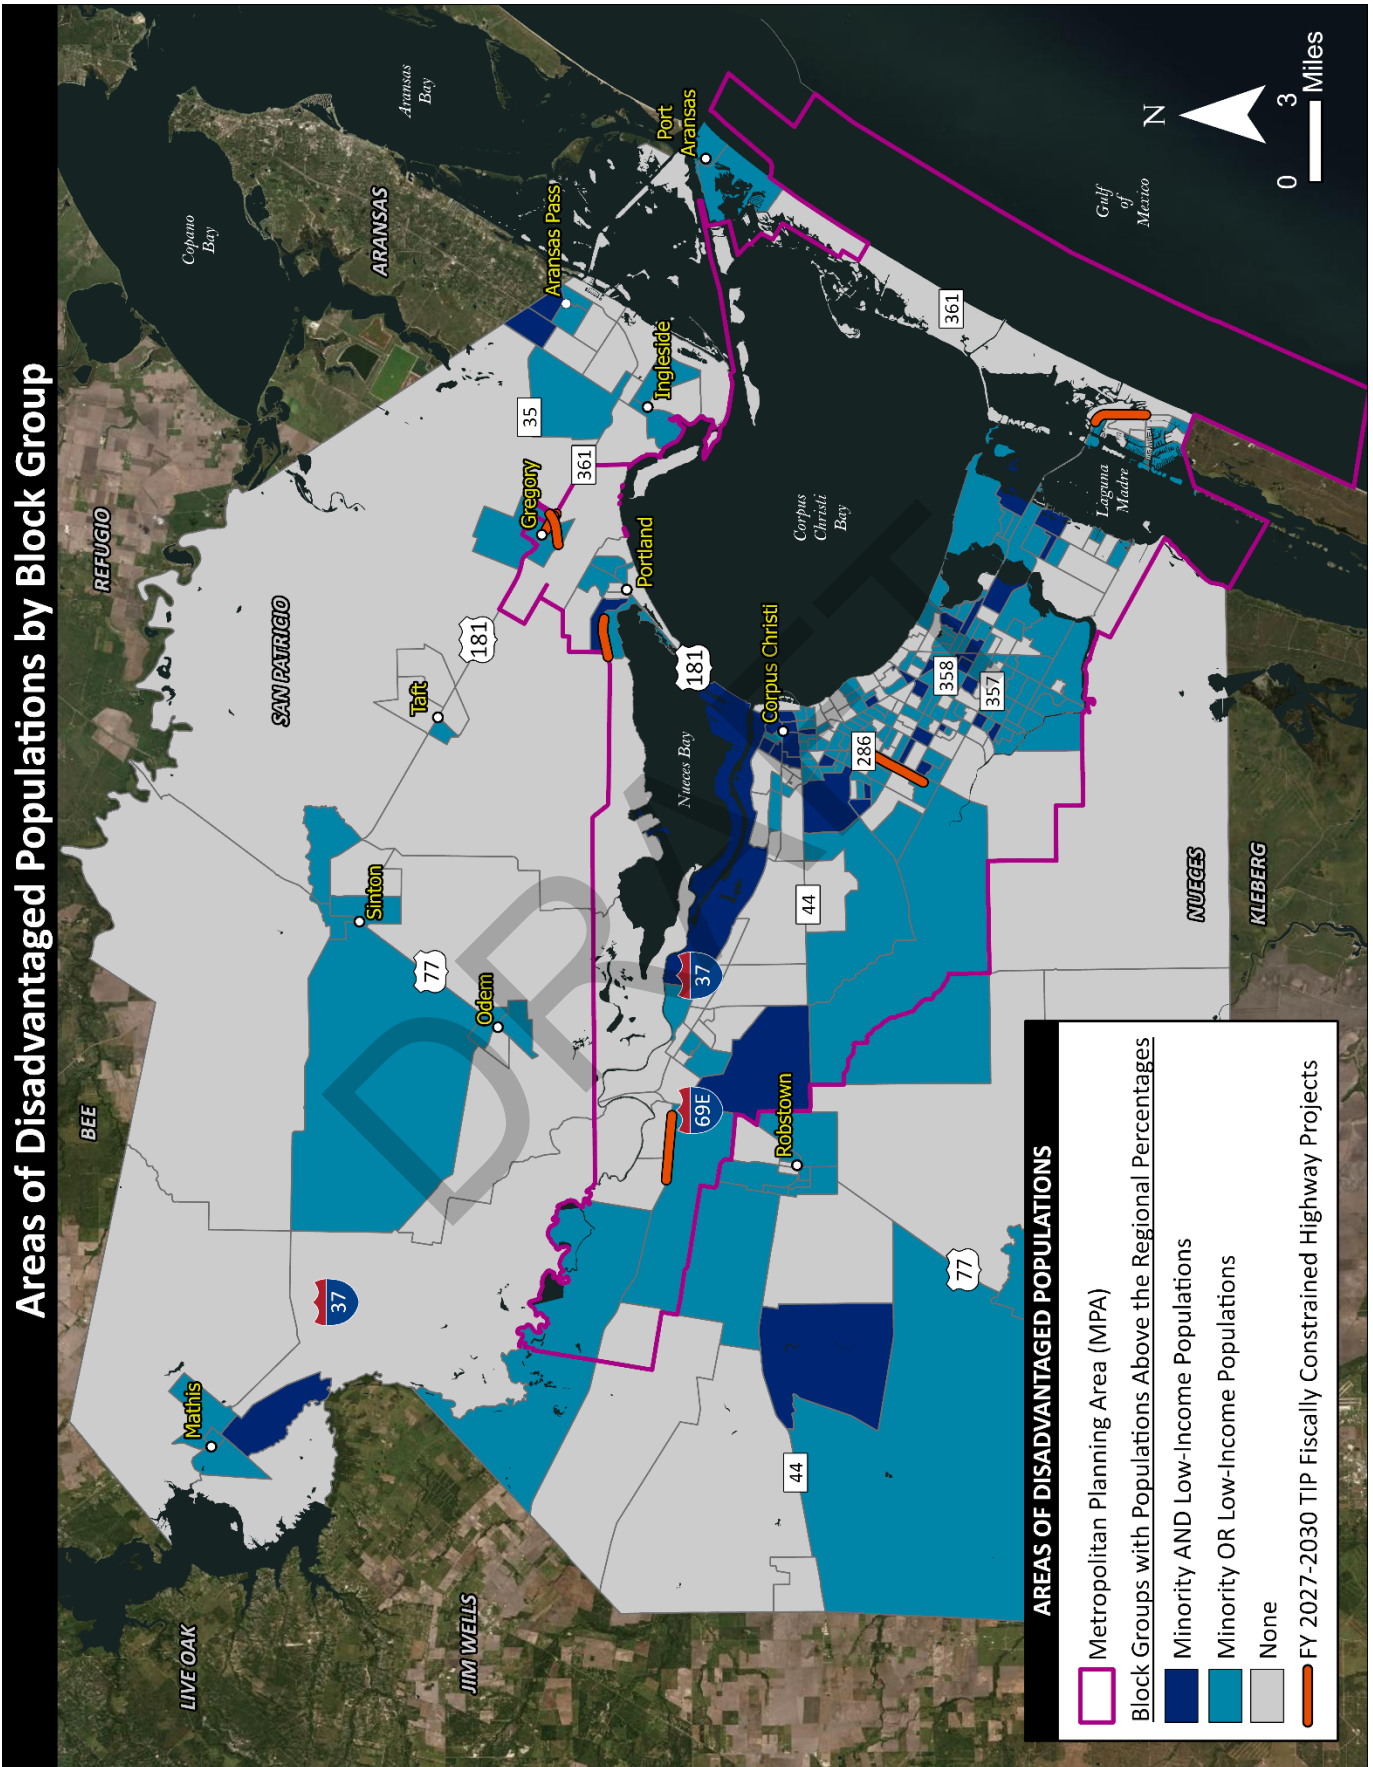 Areas of Disadvantaged Populations by Block Group
LIVE OAK
BEE
REFUGIO
Copano
Bay
Aransas
Bay
ARANSAS
SAN PATRICIO
JIM WELLS
Mathis
37
Sinton
77
Odem
Taft
181
Gregory
35
361
Aransas Pass
Ingleside
Port
Aransas
Portland
181
Nueces Bay
Corpus
Christi
Bay
Corpus Christi
37
69E
Robstown
44
44
77
286
358
357
361
Laguna
Madre
Gulf
of
Mexico
NUECES
KLEBERG
DRAFT
N
0 3
Miles
AREAS OF DISADVANTAGED POPULATIONS
Metropolitan Planning Area (MPA)
Block Groups with Populations Above the Regional Percentages
Minority AND Low-Income Populations
Minority OR Low-Income Populations
None
FY 2027-2030 TIP Fiscally Constrained Highway Projects